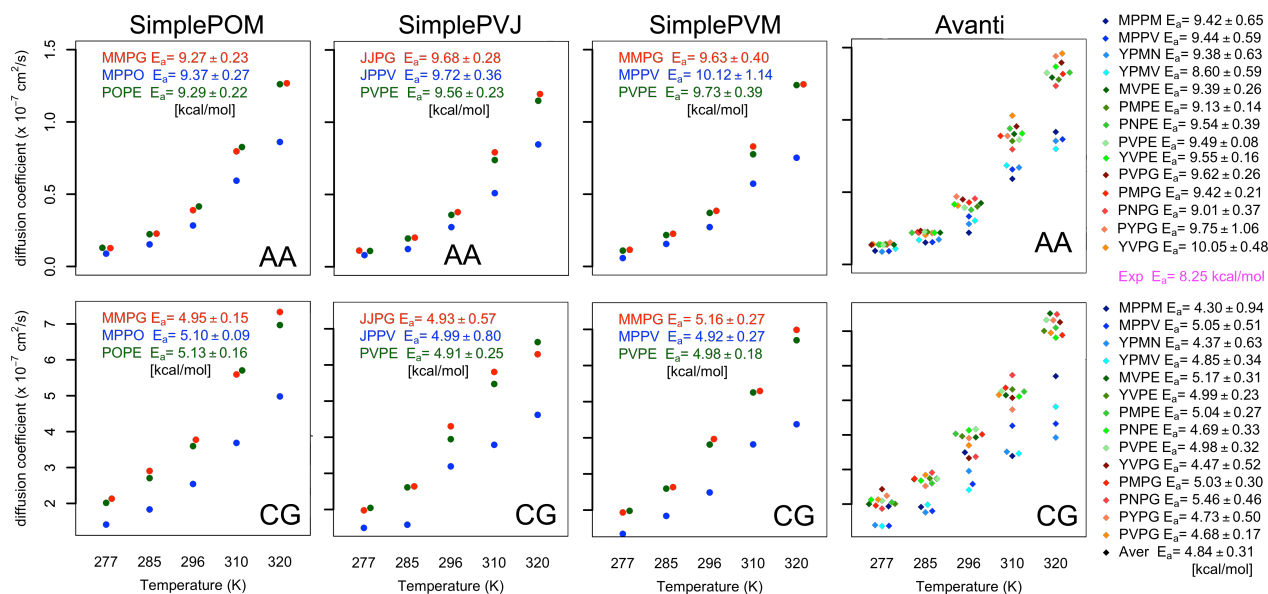 SimplePOM
SimplePVJ
SimplePVM
Avanti
diffusion coefficient (x 10⁻⁷ cm²/s)
1.5
1.0
0.5
0.0
MMPG Eₐ= 9.27 ± 0.23
MPPO Eₐ= 9.37 ± 0.27
POPE Eₐ= 9.29 ± 0.22
[kcal/mol]
AA
JJPG Eₐ= 9.68 ± 0.28
JPPV Eₐ= 9.72 ± 0.36
PVPE Eₐ= 9.56 ± 0.23
[kcal/mol]
AA
MMPG Eₐ= 9.63 ± 0.40
MPPV Eₐ= 10.12 ± 1.14
PVPE Eₐ= 9.73 ± 0.39
[kcal/mol]
AA
MPPM Eₐ= 9.42 ± 0.65
MPPV Eₐ= 9.44 ± 0.59
YPMN Eₐ= 9.38 ± 0.63
YPMV Eₐ= 8.60 ± 0.59
MVPE Eₐ= 9.39 ± 0.26
PMPE Eₐ= 9.13 ± 0.14
PNPE Eₐ= 9.54 ± 0.39
PVPE Eₐ= 9.49 ± 0.08
YVPE Eₐ= 9.55 ± 0.16
PVPG Eₐ= 9.62 ± 0.26
PMPG Eₐ= 9.42 ± 0.21
PNPG Eₐ= 9.01 ± 0.37
PYPG Eₐ= 9.75 ± 1.06
YVPG Eₐ= 10.05 ± 0.48
Exp Eₐ= 8.25 kcal/mol
diffusion coefficient (x 10⁻⁷ cm²/s)
7
6
5
4
3
2
MMPG Eₐ= 4.95 ± 0.15
MPPO Eₐ= 5.10 ± 0.09
POPE Eₐ= 5.13 ± 0.16
[kcal/mol]
CG
JJPG Eₐ= 4.93 ± 0.57
JPPV Eₐ= 4.99 ± 0.80
PVPE Eₐ= 4.91 ± 0.25
[kcal/mol]
CG
MMPG Eₐ= 5.16 ± 0.27
MPPV Eₐ= 4.92 ± 0.27
PVPE Eₐ= 4.98 ± 0.18
[kcal/mol]
CG
CG
MPPM Eₐ= 4.30 ± 0.94
MPPV Eₐ= 5.05 ± 0.51
YPMN Eₐ= 4.37 ± 0.63
YPMV Eₐ= 4.85 ± 0.34
MVPE Eₐ= 5.17 ± 0.31
YVPE Eₐ= 4.99 ± 0.23
PMPE Eₐ= 5.04 ± 0.27
PNPE Eₐ= 4.69 ± 0.33
PVPE Eₐ= 4.98 ± 0.32
YVPG Eₐ= 4.47 ± 0.52
PMPG Eₐ= 5.03 ± 0.30
PNPG Eₐ= 5.46 ± 0.46
PYPG Eₐ= 4.73 ± 0.50
PVPG Eₐ= 4.68 ± 0.17
Aver Eₐ= 4.84 ± 0.31
[kcal/mol]
277 285 296 310 320
277 285 296 310 320
277 285 296 310 320
277 285 296 310 320
Temperature (K)
Temperature (K)
Temperature (K)
Temperature (K)